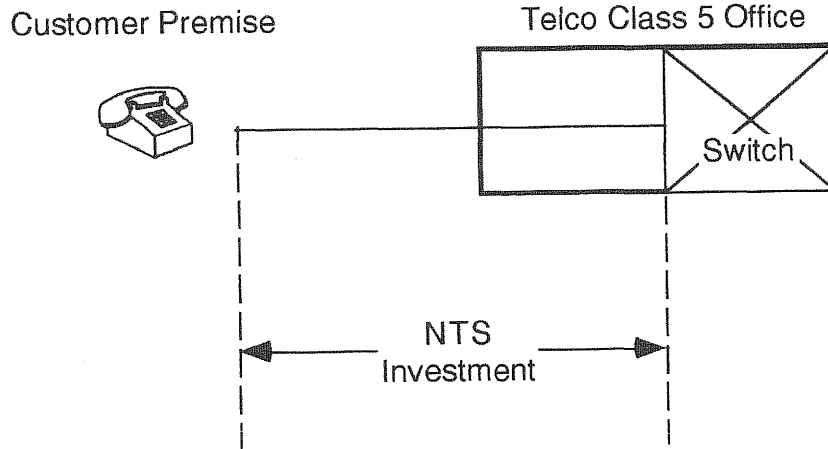 Customer Premise
Telco Class 5 Office
Switch
NTS
Investment